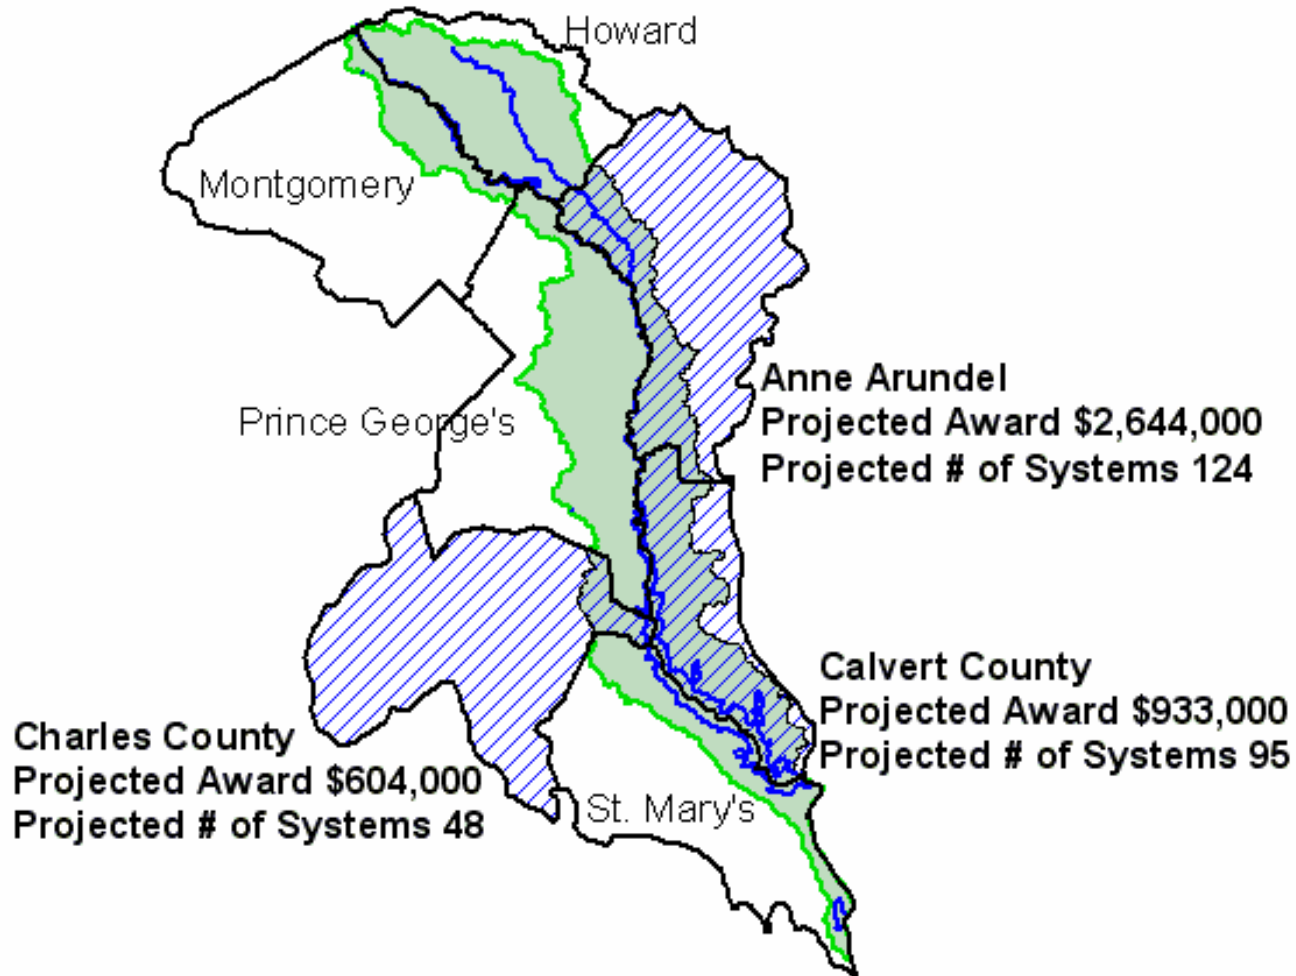 Howard
Montgomery
Anne Arundel
Projected Award $2,644,000
Projected # of Systems 124
Prince George's
Calvert County
Projected Award $933,000
Projected # of Systems 95
Charles County
Projected Award $604,000
Projected # of Systems 48
St. Mary's